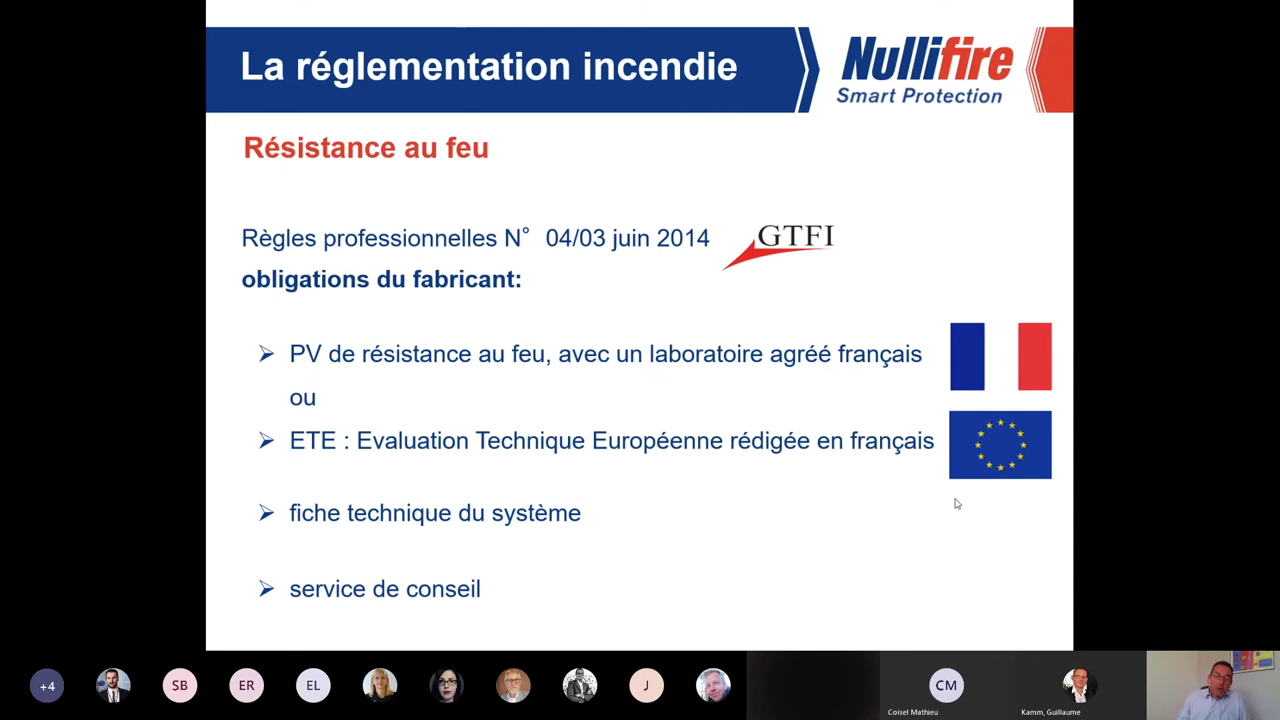 La réglementation incendie
Nullifire
Smart Protection
Résistance au feu
Règles professionnelles N° 04/03 juin 2014
GTFI
obligations du fabricant:
PV de résistance au feu, avec un laboratoire agréé français
ou
ETE : Evaluation Technique Européenne rédigée en français
fiche technique du système
service de conseil
+4
SB
ER
EL
J
CM
Coisel Mathieu
Kamm, Guillaume